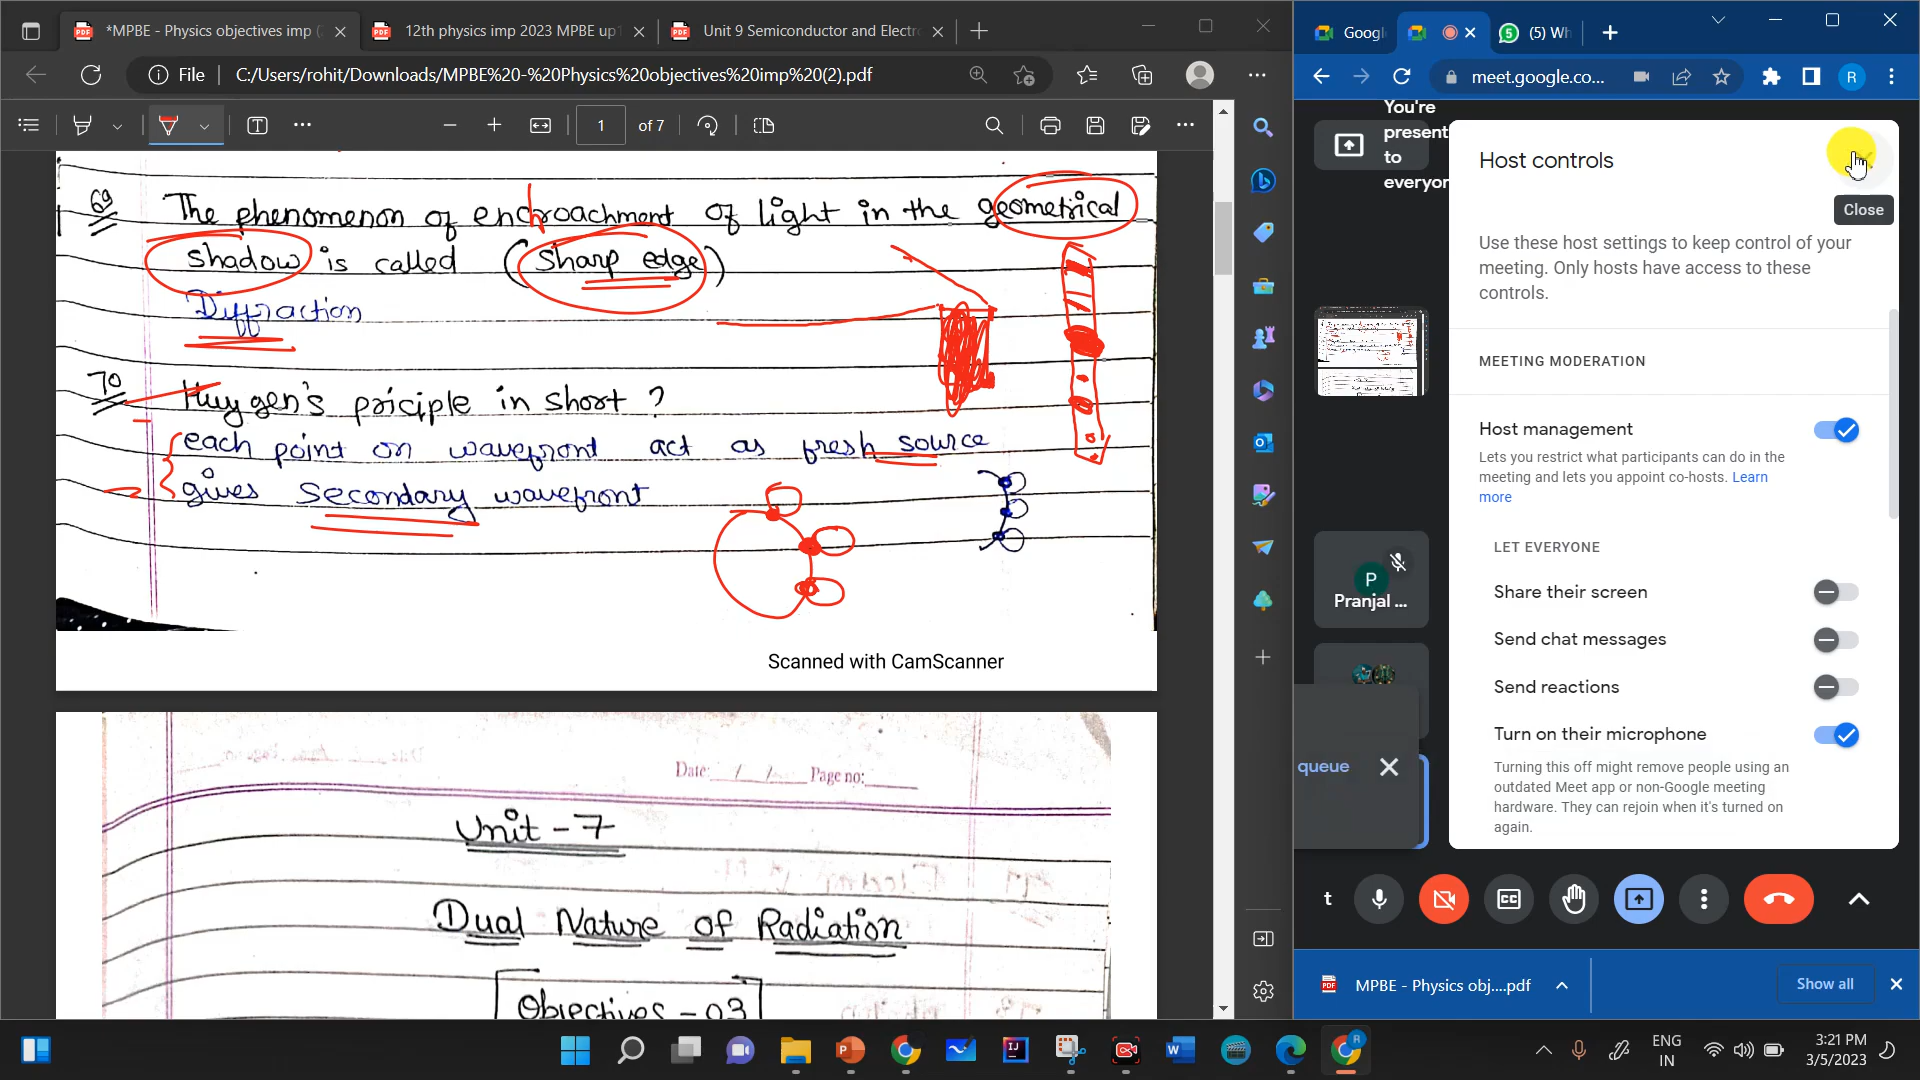 *MPBE - Physics objectives imp (
12th physics imp 2023 MPBE up
Unit 9 Semiconductor and Electr
File
C:/Users/rohit/Downloads/MPBE%20-%20Physics%20objectives%20imp%20(2).pdf
1 of 7
69 The phenomenon of enchroachment of light in the geometrical
shadow is called (Sharp edge)
Diffraction
70 Huygen's priciple in short ?
each point on wavefront act as fresh source
gives Secondary wavefront
Scanned with CamScanner
Date: / / Page no:
Unit - 7
Dual Nature of Radiation
Objectives - 03
Googl
(5) Wh
meet.google.co...
R
You're
present
to
everyon
Host controls
Close
Use these host settings to keep control of your
meeting. Only hosts have access to these
controls.
MEETING MODERATION
Host management
Lets you restrict what participants can do in the
meeting and lets you appoint co-hosts. Learn
more
LET EVERYONE
Share their screen
Send chat messages
Send reactions
Turn on their microphone
Turning this off might remove people using an
outdated Meet app or non-Google meeting
hardware. They can rejoin when it's turned on
again.
P
Pranjal ...
queue
t
MPBE - Physics obj....pdf
Show all
ENG
IN
3:21 PM
3/5/2023